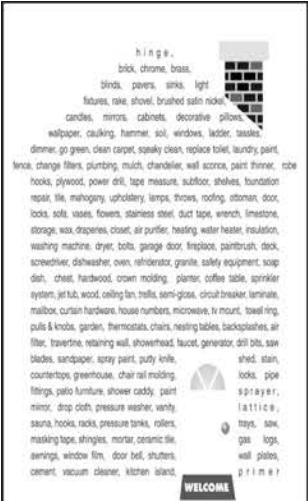 hinge,
brick, chrome, brass,
blinds, pavers, sinks, light
fixtures, rake, shovel, brushed satin nickel,
candles, mirrors, cabinets, decorative pillows,
wallpaper, caulking, hammer, soil, windows, ladder, tassles,
dimmer, go green, clean carpet, sqeaky clean, replace toilet, laundry, paint,
fence, change filters, plumbing, mulch, chandelier, wall sconce, paint thinner, robe
hooks, plywood, power drill, tape measure, subfloor, shelves, foundation
repair, tile, mahogany, upholstery, lamps, throws, roofing, ottoman, door,
locks, sofa, vases, flowers, stainless steel, duct tape, wrench, limestone,
storage, wax, draperies, closet, air purifier, heating, water heater, insulation,
washing machine, dryer, bolts, garage door, fireplace, paintbrush, deck,
screwdriver, dishwasher, oven, refriderator, granite, safety equipment, soap
dish, chest, hardwood, crown molding, planter, coffee table, sprinkler
system, jet tub, wood, ceiling fan, trellis, semi-gloss, circuit breaker, laminate,
mailbox, curtain hardware, house numbers, microwave, tv mount, towel ring,
pulls & knobs, garden, thermostats, chairs, nesting tables, backsplashes, air
filter, travertine, retaining wall, showerhead, faucet, generator, drill bits, saw
blades, sandpaper, spray paint, putty knife, shed, stain,
countertops, greenhouse, chair rail molding, locks, pipe
fittings, patio furniture, shower caddy, paint sprayer,
mirror, drop cloth, pressure washer, vanity, lattice,
sauna, hooks, racks, pressure tanks, rollers, trays, saw,
masking tape, shingles, mortar, ceramic tile, gas logs,
awnings, window film, door bell, shutters, wall plates,
cement, vacuum cleaner, kitchen island, primer
WELCOME